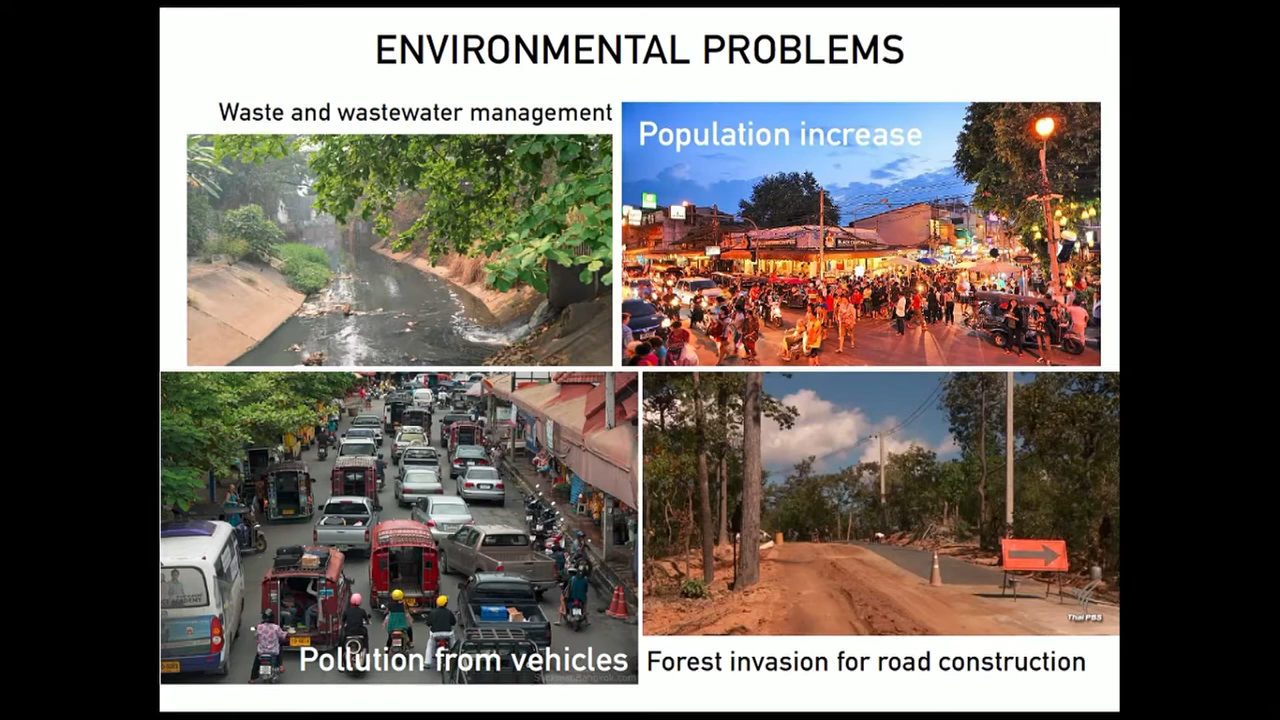 ENVIRONMENTAL PROBLEMS
Waste and wastewater management
Population increase
Pollution from vehicles
Forest invasion for road construction
Thai PBS